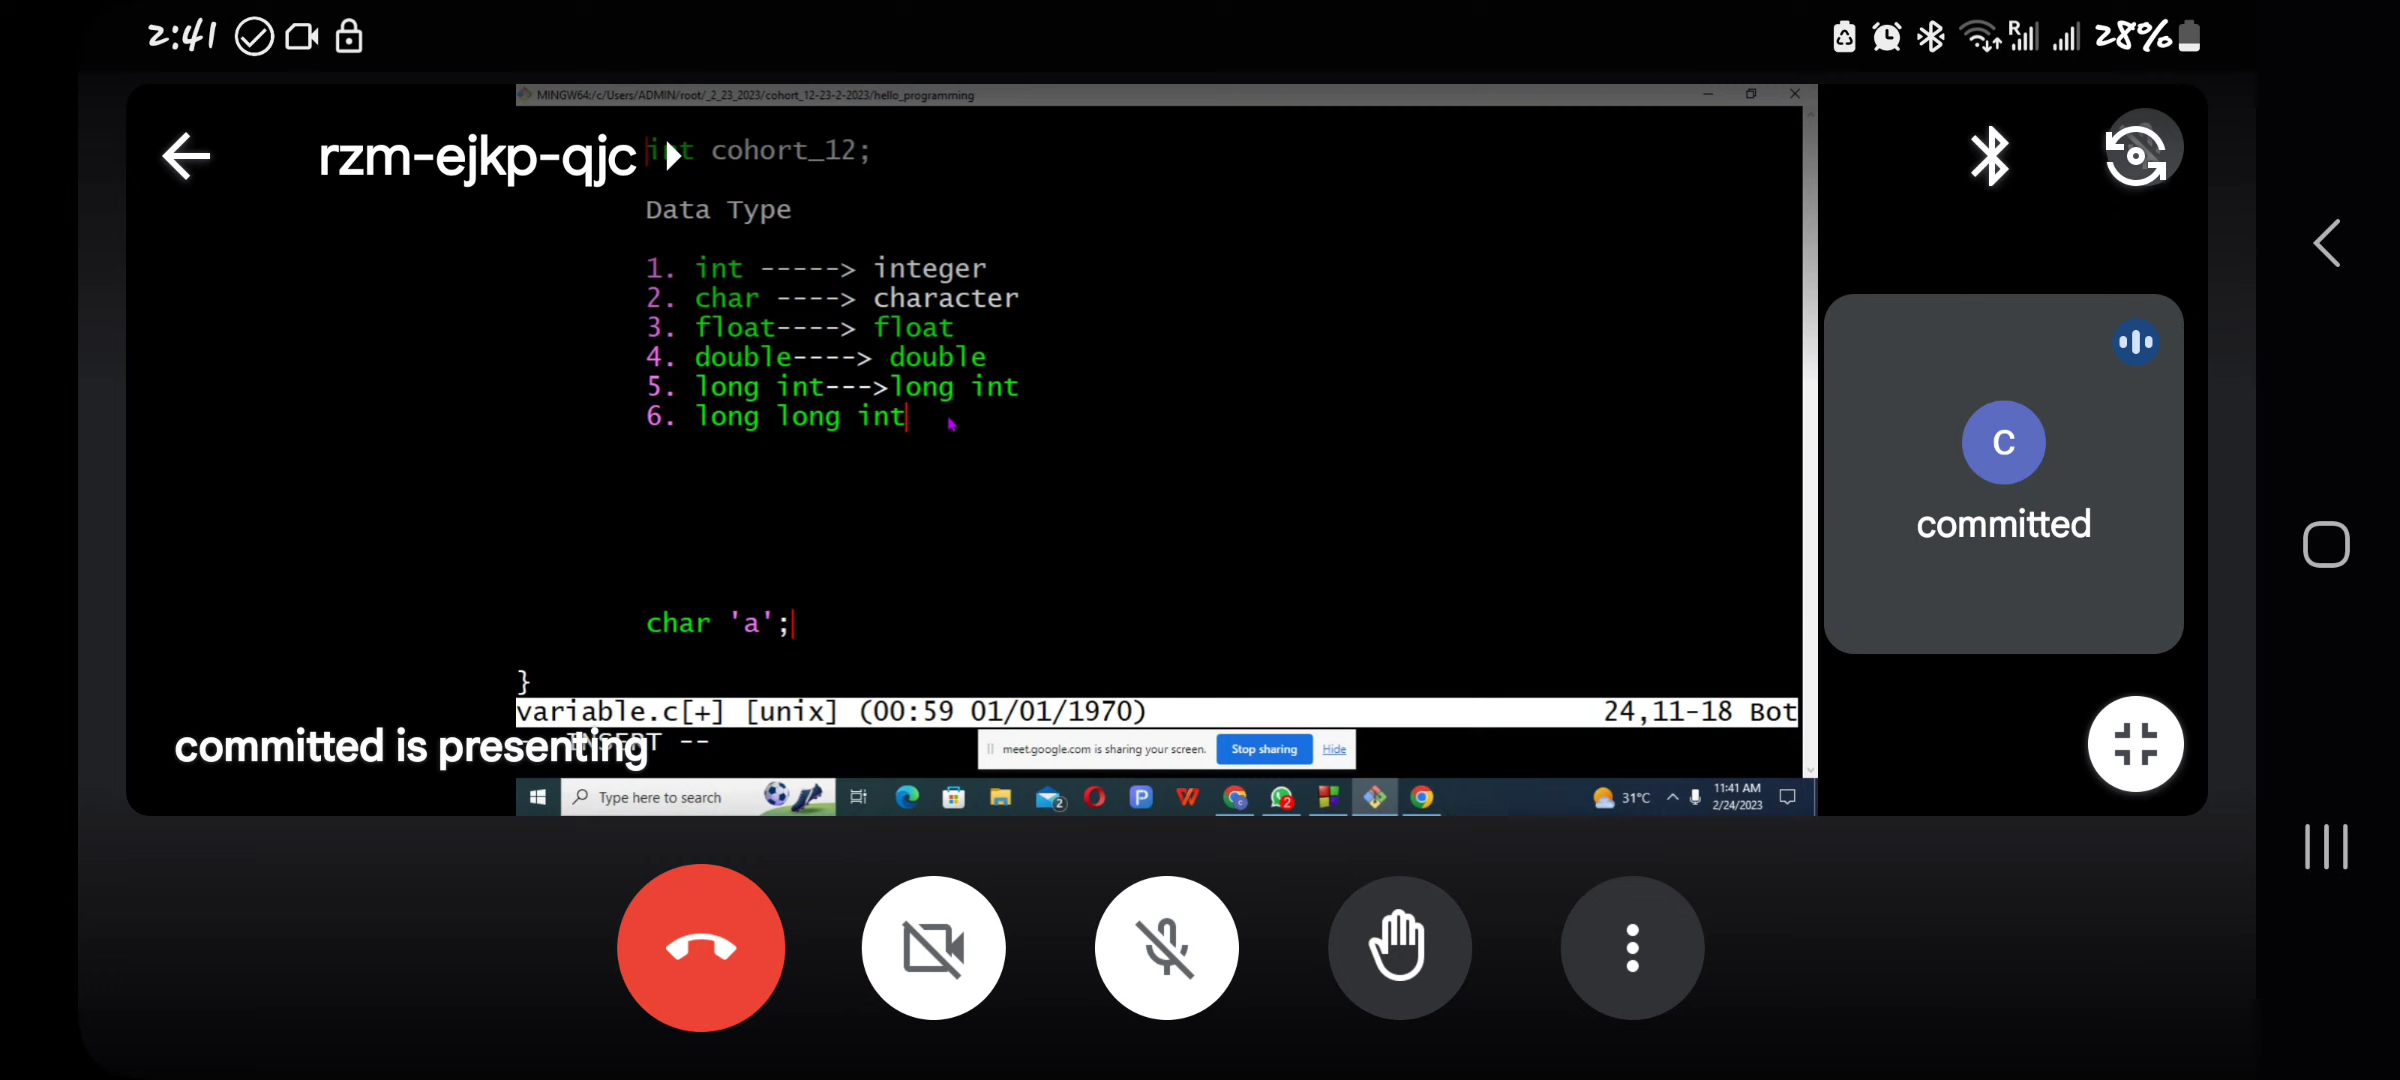 2:41
R
28%
MINGW64:/c/Users/ADMIN/root/_2_23_2023/cohort_12-23-2-2023/hello_programming
rzm-ejkp-qjc
int cohort_12;
Data Type
1. int -----> integer
2. char ----> character
3. float----> float
4. double----> double
5. long int--->long int
6. long long int
C
committed
char 'a';
}
variable.c[+] [unix] (00:59 01/01/1970) 24,11-18 Bot
INSERT --
committed is presenting
meet.google.com is sharing your screen. Stop sharing Hide
Type here to search
2
P
W
2
31°C
11:41 AM
2/24/2023